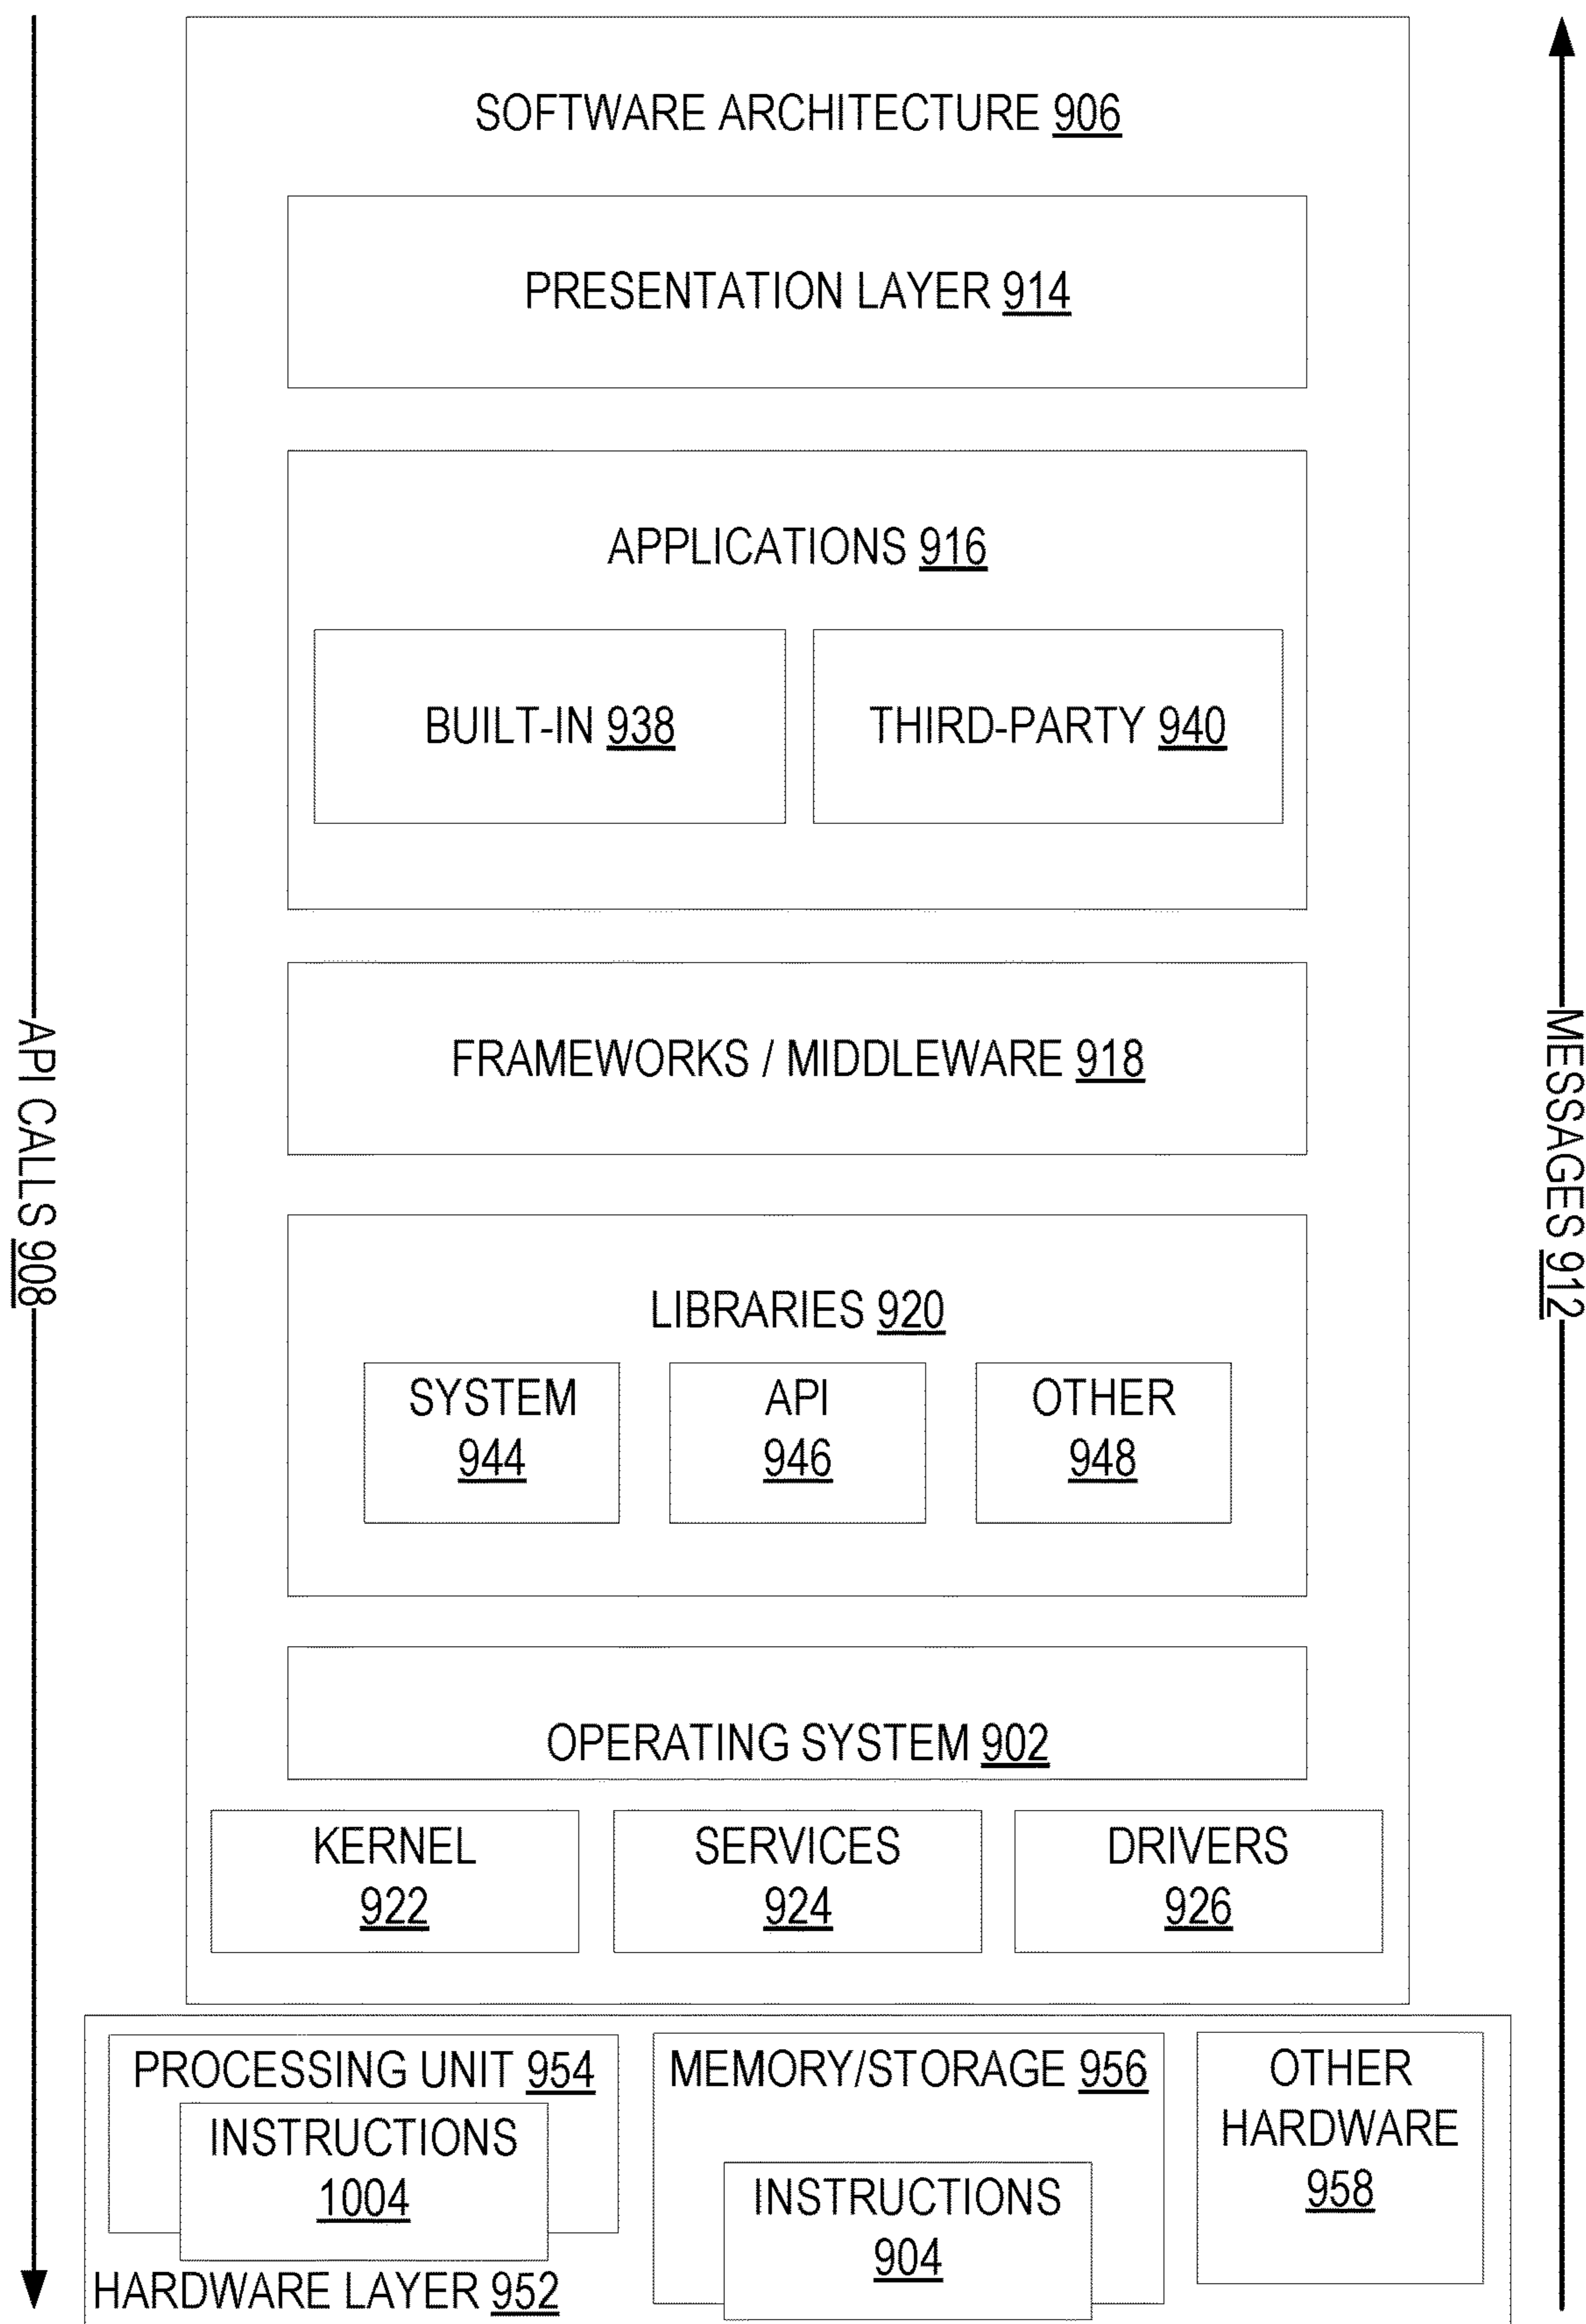 SOFTWARE ARCHITECTURE 906
PRESENTATION LAYER 914
APPLICATIONS 916
BUILT-IN 938
THIRD-PARTY 940
FRAMEWORKS / MIDDLEWARE 918
API CALLS 908
MESSAGES 912
LIBRARIES 920
SYSTEM
944
API
946
OTHER
948
OPERATING SYSTEM 902
KERNEL
922
SERVICES
924
DRIVERS
926
PROCESSING UNIT 954
INSTRUCTIONS
1004
MEMORY/STORAGE 956
INSTRUCTIONS
904
OTHER
HARDWARE
958
HARDWARE LAYER 952